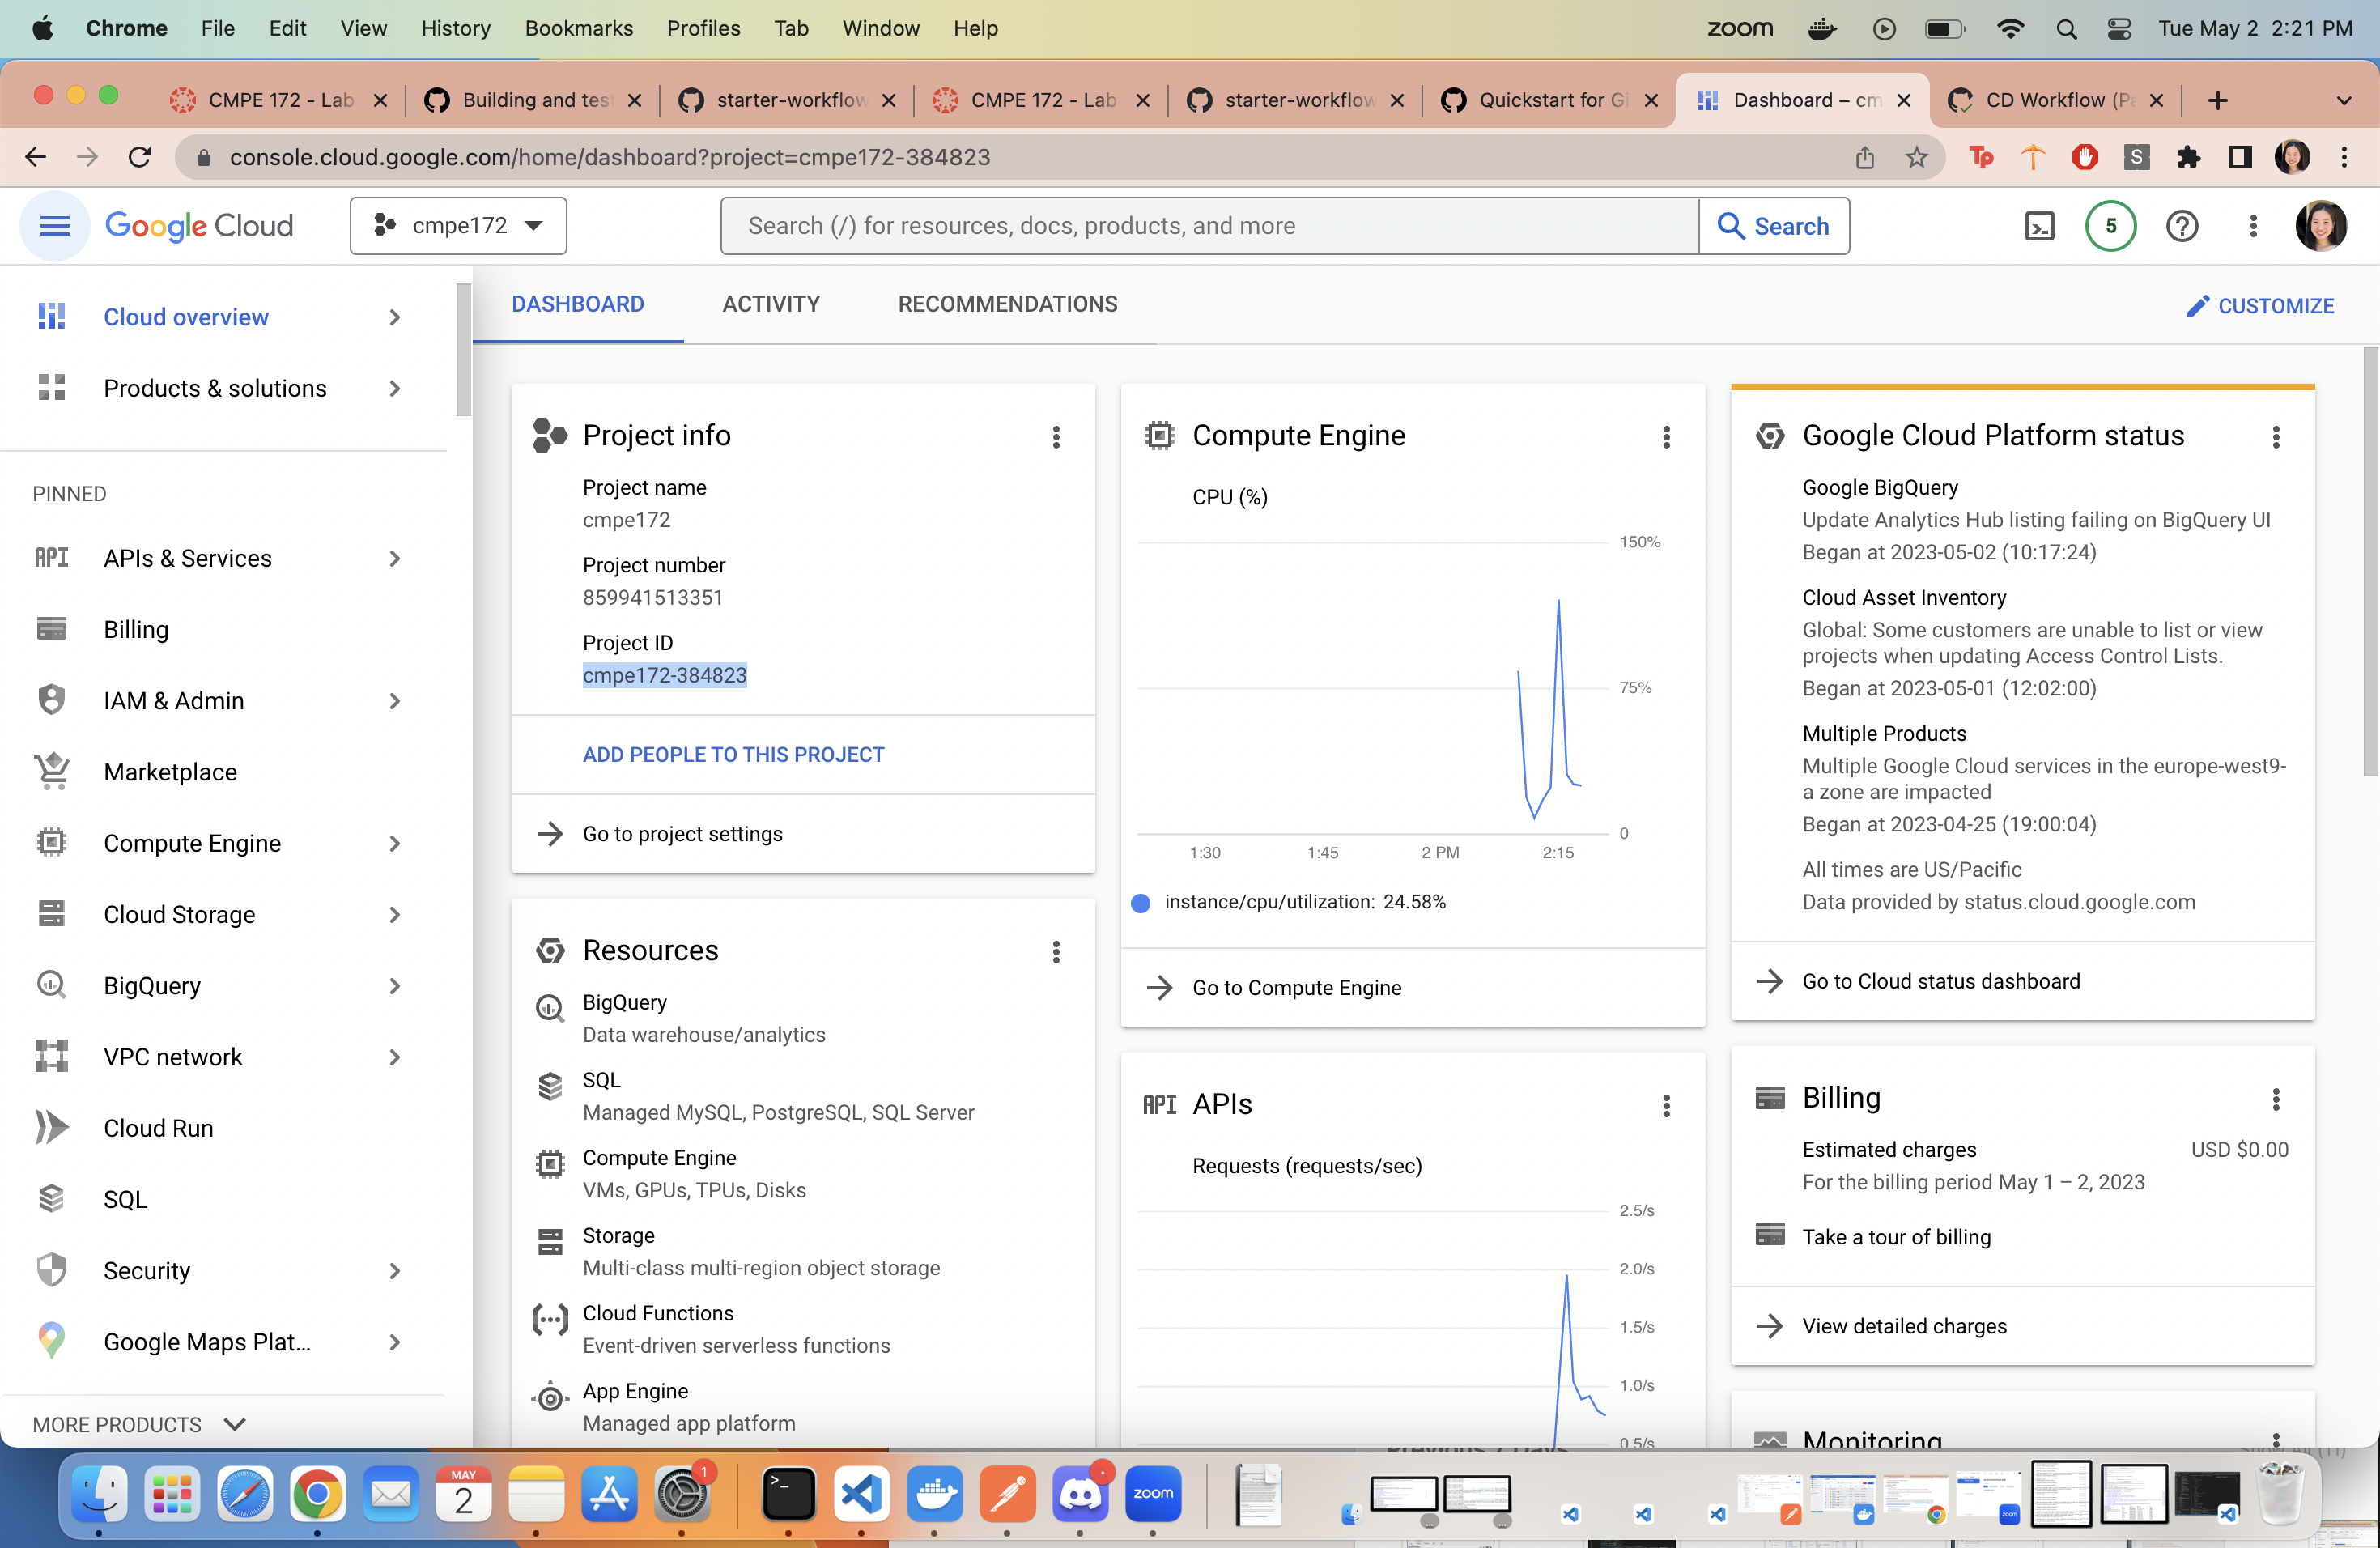 Chrome File Edit View History Bookmarks Profiles Tab Window Help
zoom Tue May 2 2:21 PM
CMPE 172 - Lab
Building and tes
starter-workflow
CMPE 172 - Lab
starter-workflow
Quickstart for Gi
Dashboard – cm
CD Workflow (Pa
console.cloud.google.com/home/dashboard?project=cmpe172-384823
Tp
S
Google Cloud
cmpe172
Search (/) for resources, docs, products, and more
Search
5
Cloud overview
Products & solutions
PINNED
API APIs & Services
Billing
IAM & Admin
Marketplace
Compute Engine
Cloud Storage
BigQuery
VPC network
Cloud Run
SQL
Security
Google Maps Plat...
MORE PRODUCTS
DASHBOARD
ACTIVITY
RECOMMENDATIONS
CUSTOMIZE
Project info
Project name
cmpe172
Project number
859941513351
Project ID
cmpe172-384823
ADD PEOPLE TO THIS PROJECT
Go to project settings
Resources
BigQuery
Data warehouse/analytics
SQL
Managed MySQL, PostgreSQL, SQL Server
Compute Engine
VMs, GPUs, TPUs, Disks
Storage
Multi-class multi-region object storage
Cloud Functions
Event-driven serverless functions
App Engine
Managed app platform
Compute Engine
CPU (%)
150%
75%
0
1:30 1:45 2 PM 2:15
instance/cpu/utilization: 24.58%
Go to Compute Engine
API APIs
Requests (requests/sec)
2.5/s
2.0/s
1.5/s
1.0/s
0.5/s
Google Cloud Platform status
Google BigQuery
Update Analytics Hub listing failing on BigQuery UI
Began at 2023-05-02 (10:17:24)
Cloud Asset Inventory
Global: Some customers are unable to list or view
projects when updating Access Control Lists.
Began at 2023-05-01 (12:02:00)
Multiple Products
Multiple Google Cloud services in the europe-west9-
a zone are impacted
Began at 2023-04-25 (19:00:04)
All times are US/Pacific
Data provided by status.cloud.google.com
Go to Cloud status dashboard
Billing
Estimated charges USD $0.00
For the billing period May 1 – 2, 2023
Take a tour of billing
View detailed charges
Monitoring
Previous 7 Days
MAY
2
1
zoom
zoom